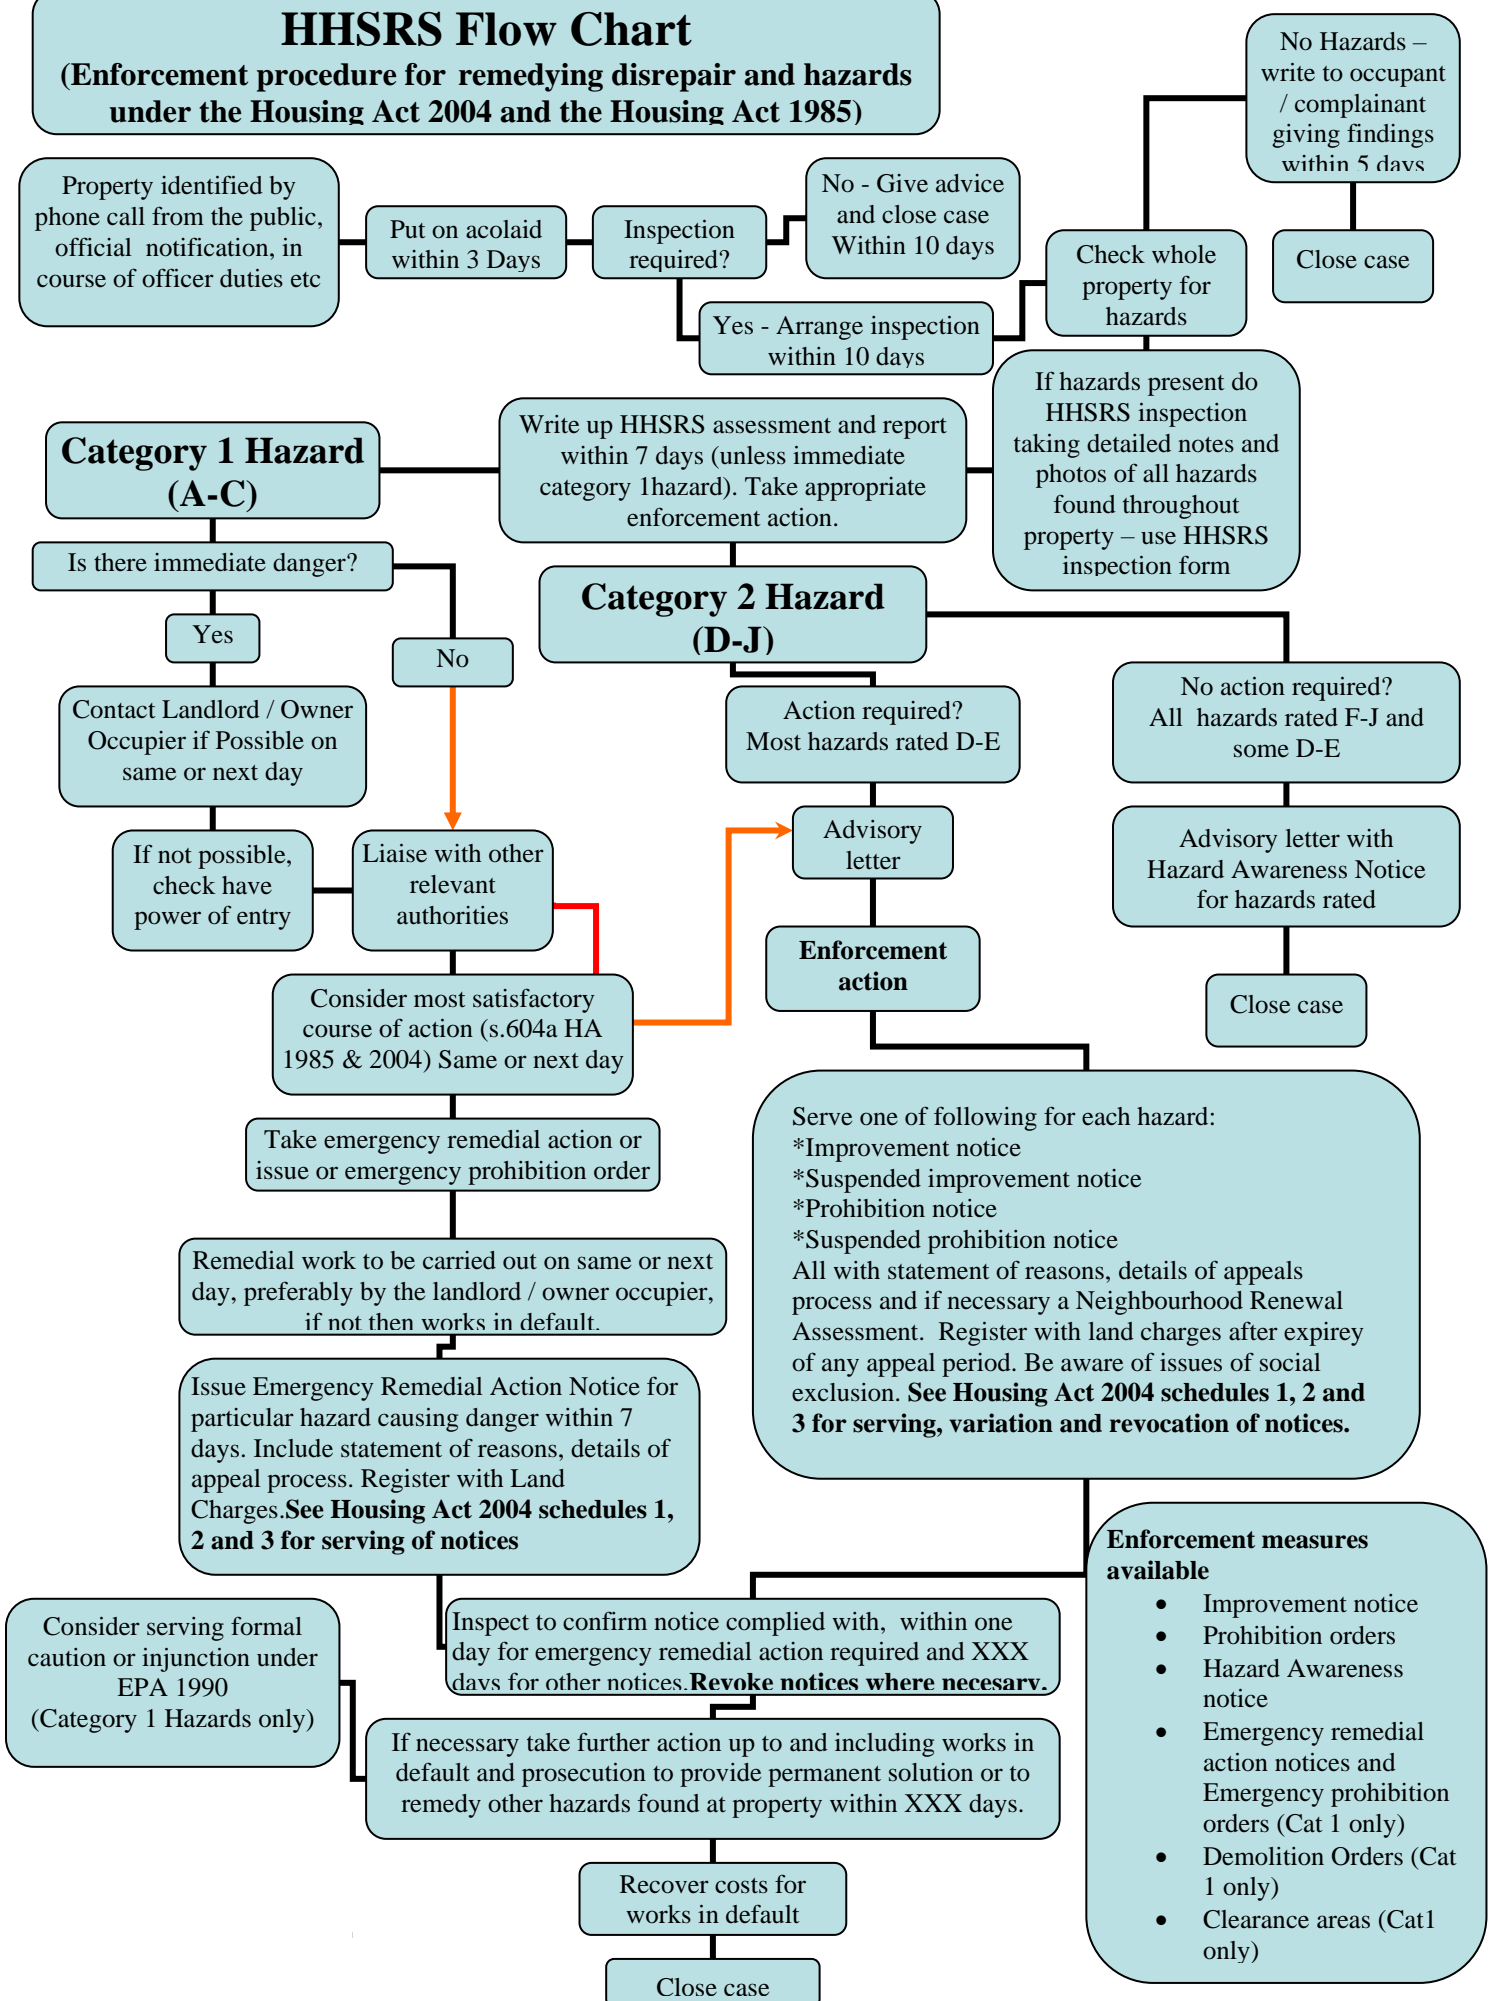 HHSRS Flow Chart
(Enforcement procedure for remedying disrepair and hazards
under the Housing Act 2004 and the Housing Act 1985)
No Hazards –
write to occupant
/ complainant
giving findings
within 5 days
Close case
Property identified by
phone call from the public,
official notification, in
course of officer duties etc
Put on acolaid
within 3 Days
Inspection
required?
No - Give advice
and close case
Within 10 days
Yes - Arrange inspection
within 10 days
Check whole
property for
hazards
If hazards present do
HHSRS inspection
taking detailed notes and
photos of all hazards
found throughout
property – use HHSRS
inspection form
Write up HHSRS assessment and report
within 7 days (unless immediate
category 1hazard). Take appropriate
enforcement action.
Category 1 Hazard
(A-C)
Is there immediate danger?
Yes
No
Contact Landlord / Owner
Occupier if Possible on
same or next day
If not possible,
check have
power of entry
Liaise with other
relevant
authorities
Consider most satisfactory
course of action (s.604a HA
1985 & 2004) Same or next day
Take emergency remedial action or
issue or emergency prohibition order
Remedial work to be carried out on same or next
day, preferably by the landlord / owner occupier,
if not then works in default.
Issue Emergency Remedial Action Notice for
particular hazard causing danger within 7
days. Include statement of reasons, details of
appeal process. Register with Land
Charges.See Housing Act 2004 schedules 1,
2 and 3 for serving of notices
Category 2 Hazard
(D-J)
Action required?
Most hazards rated D-E
Advisory
letter
Enforcement
action
No action required?
All hazards rated F-J and
some D-E
Advisory letter with
Hazard Awareness Notice
for hazards rated
Close case
Serve one of following for each hazard:
*Improvement notice
*Suspended improvement notice
*Prohibition notice
*Suspended prohibition notice
All with statement of reasons, details of appeals
process and if necessary a Neighbourhood Renewal
Assessment. Register with land charges after expirey
of any appeal period. Be aware of issues of social
exclusion. See Housing Act 2004 schedules 1, 2 and
3 for serving, variation and revocation of notices.
Inspect to confirm notice complied with, within one
day for emergency remedial action required and XXX
days for other notices.Revoke notices where necesary.
Consider serving formal
caution or injunction under
EPA 1990
(Category 1 Hazards only)
If necessary take further action up to and including works in
default and prosecution to provide permanent solution or to
remedy other hazards found at property within XXX days.
Recover costs for
works in default
Close case
Enforcement measures
available
• Improvement notice
• Prohibition orders
• Hazard Awareness
notice
• Emergency remedial
action notices and
Emergency prohibition
orders (Cat 1 only)
• Demolition Orders (Cat
1 only)
• Clearance areas (Cat1
only)